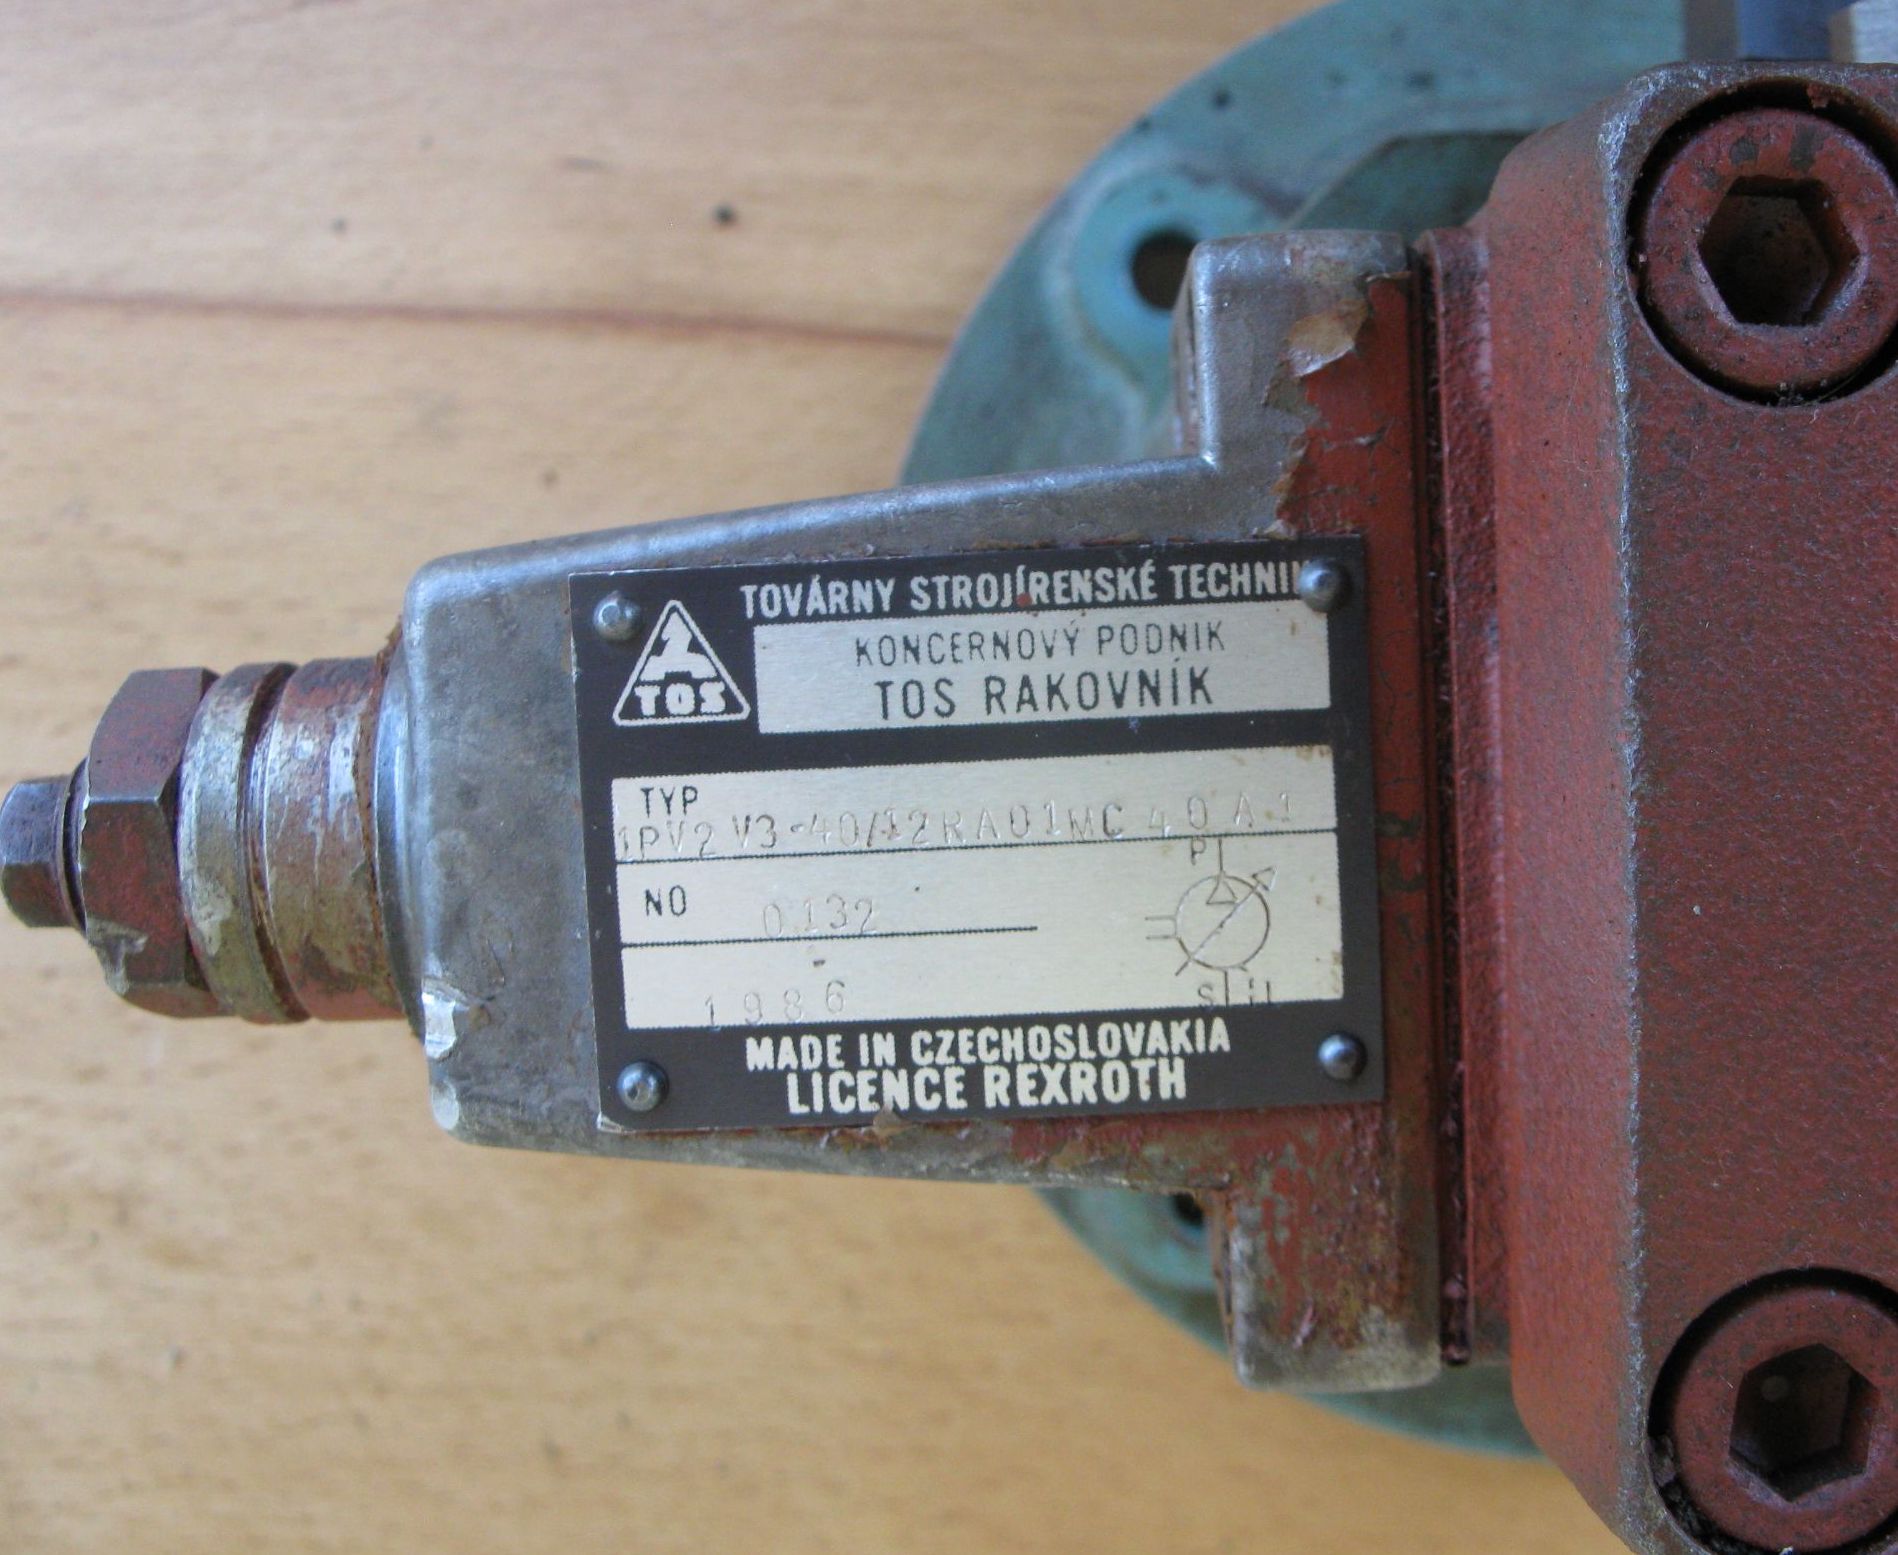 TOVÁRNY STROJÍRENSKÉ TECHNIK
KONCERNOVÝ PODNIK
TOS RAKOVNÍK
TOS
TYP
1PV2 V3-40/12RA01MC 40 A 1
P
NO 0132
1986
S
MADE IN CZECHOSLOVAKIA
LICENCE REXROTH